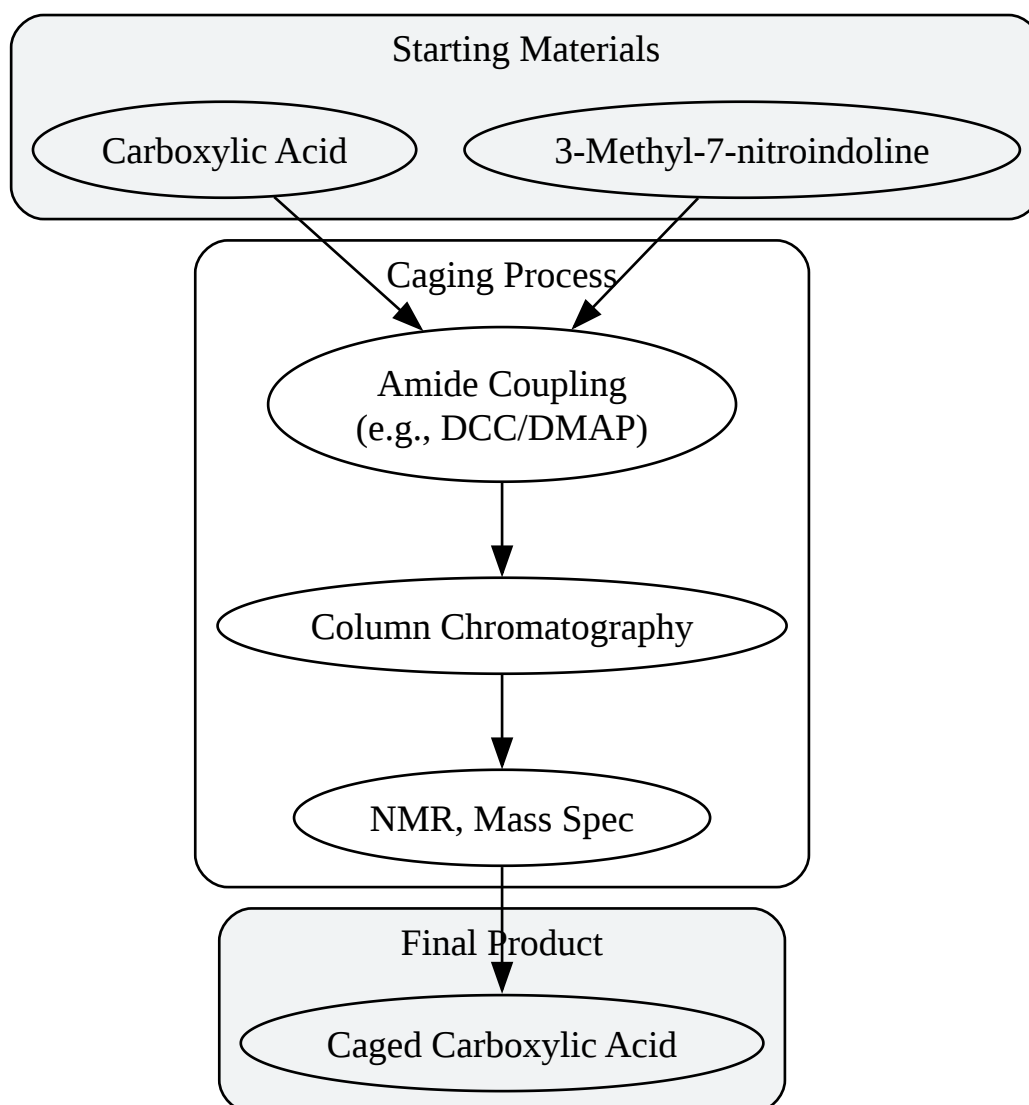 Starting Materials
Carboxylic Acid
3-Methyl-7-nitroindoline
Caging Process
Amide Coupling
(e.g., DCC/DMAP)
Column Chromatography
NMR, Mass Spec
Final Product
Caged Carboxylic Acid